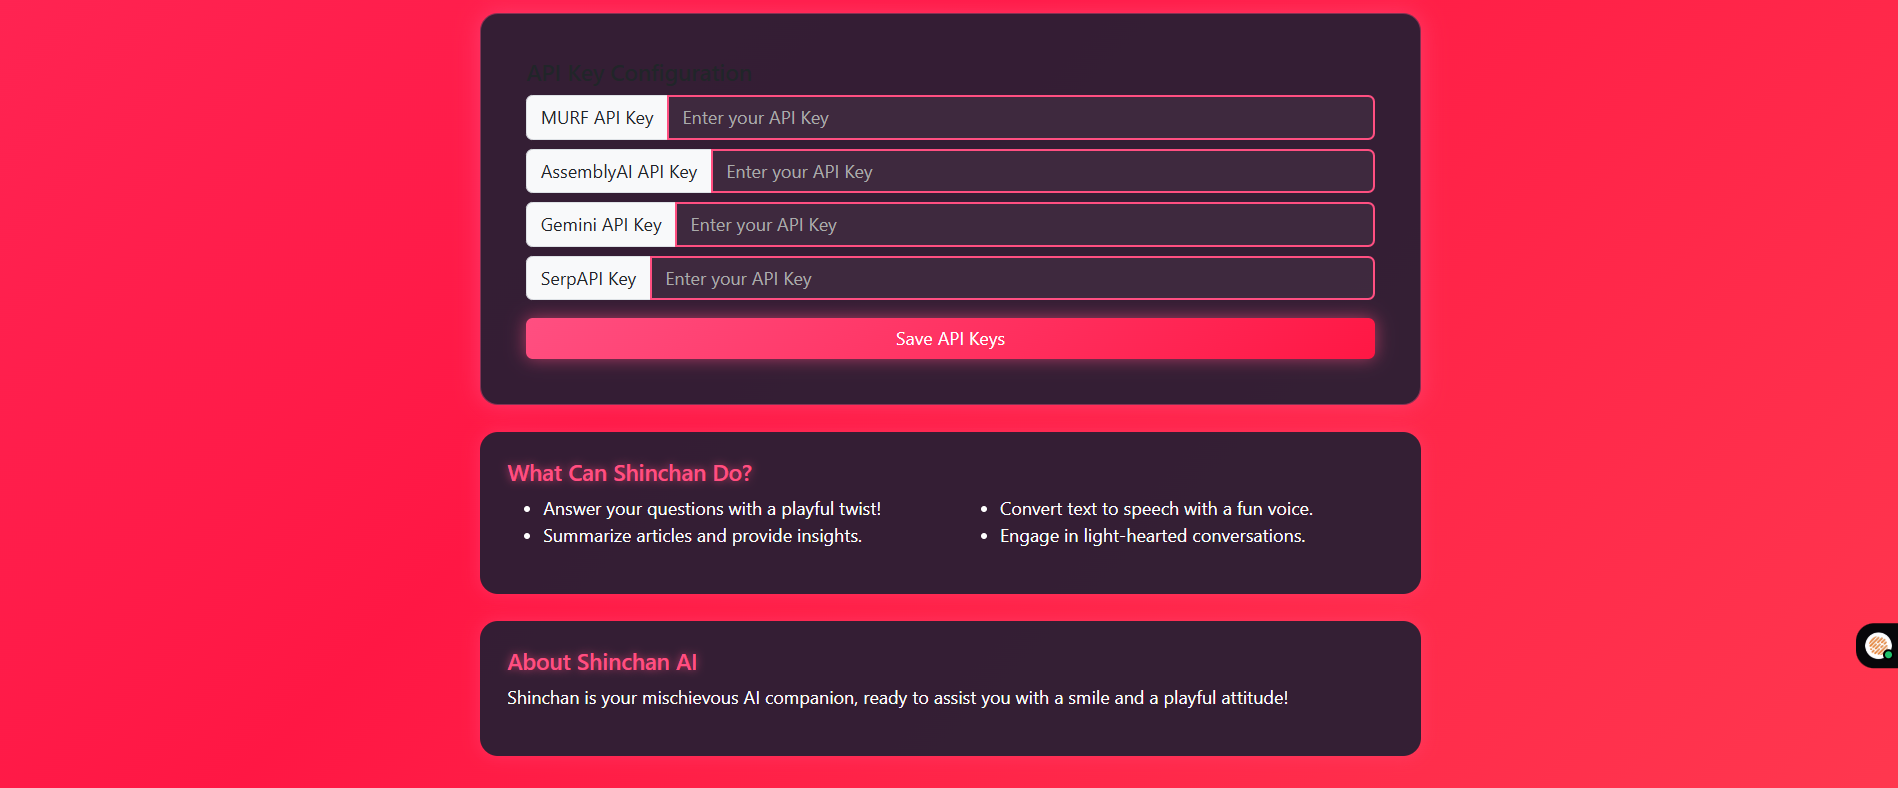 API Key Configuration
MURF API Key Enter your API Key
AssemblyAI API Key Enter your API Key
Gemini API Key Enter your API Key
SerpAPI Key Enter your API Key
Save API Keys
What Can Shinchan Do?
• Answer your questions with a playful twist!
• Summarize articles and provide insights.
• Convert text to speech with a fun voice.
• Engage in light-hearted conversations.
About Shinchan AI
Shinchan is your mischievous AI companion, ready to assist you with a smile and a playful attitude!